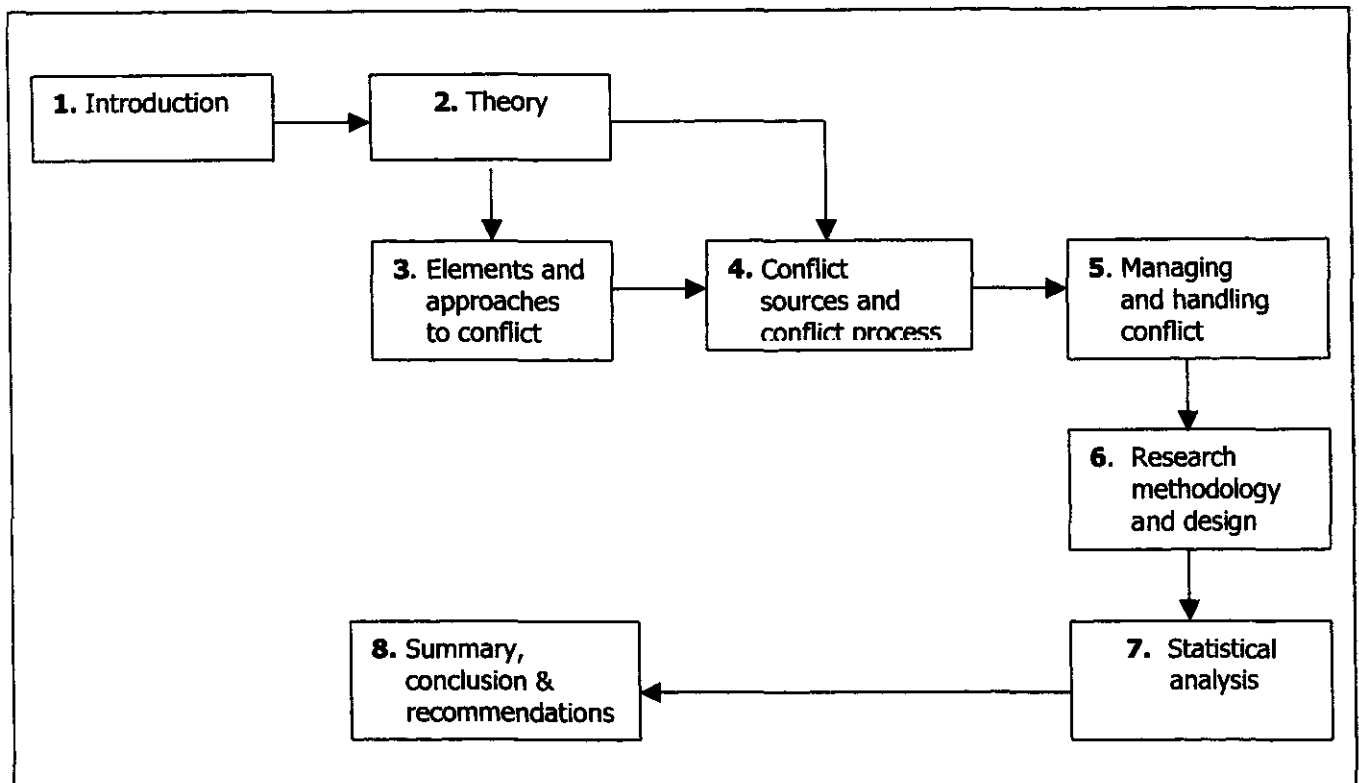 1. Introduction
2. Theory
3. Elements and
approaches
to conflict
4. Conflict
sources and
conflict process
5. Managing
and handling
conflict
6. Research
methodology
and design
7. Statistical
analysis
8. Summary,
conclusion &
recommendations